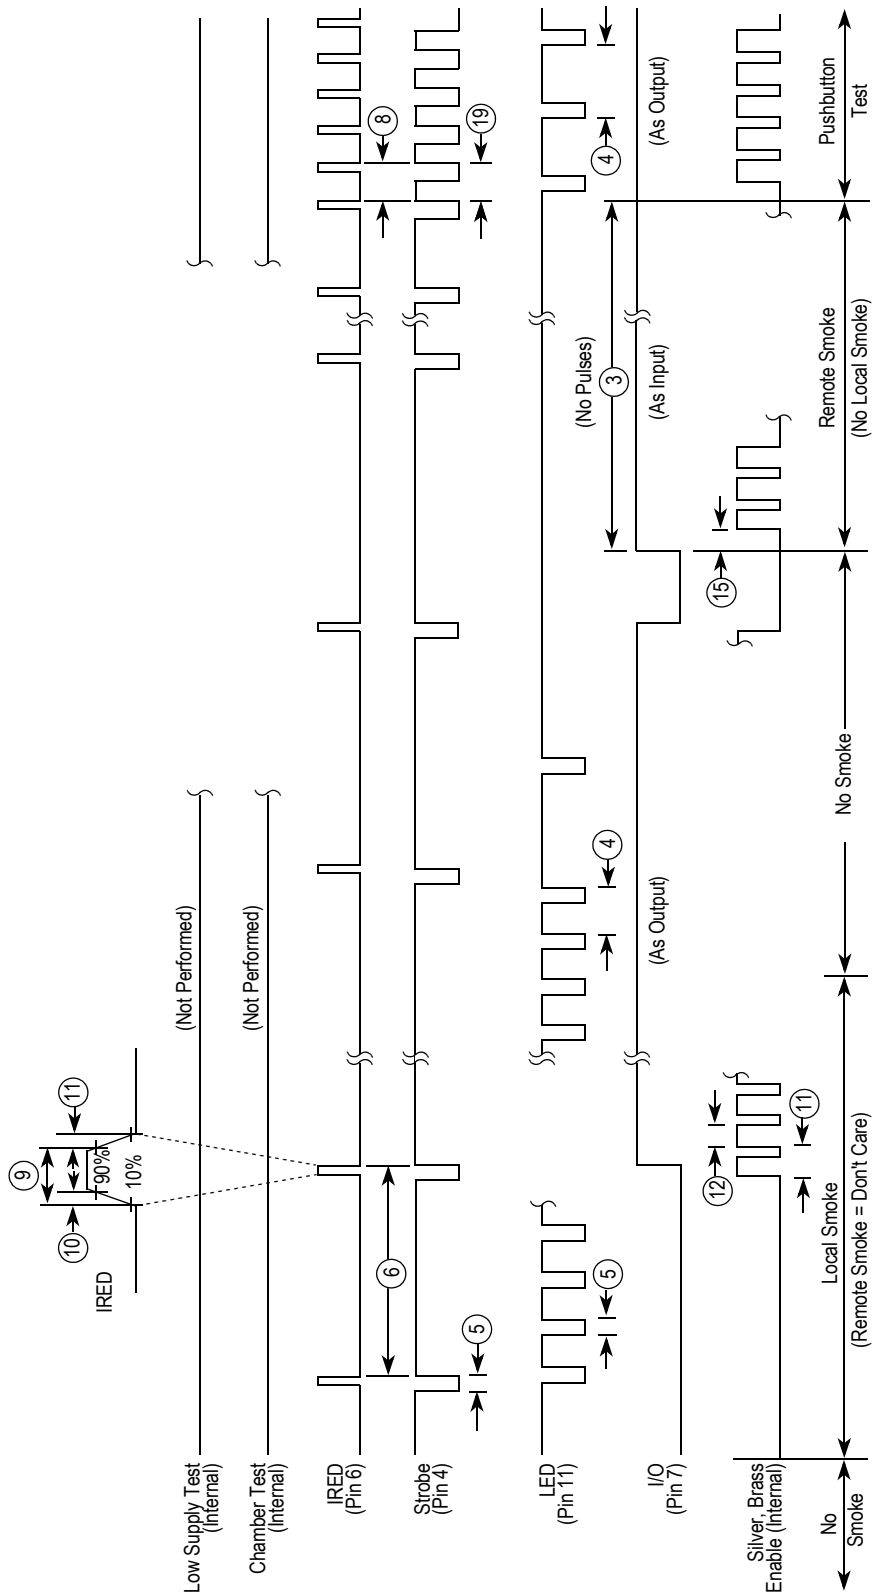 IRED
9
10
11
90%
10%
Low Supply Test
(Internal)
(Not Performed)
Chamber Test
(Internal)
(Not Performed)
IRED
(Pin 6)
6
8
Strobe
(Pin 4)
5
19
LED
(Pin 11)
5
4
(No Pulses)
3
4
I/O
(Pin 7)
(As Output)
(As Input)
(As Output)
Silver, Brass
Enable (Internal)
12
11
15
No
Smoke
Local Smoke
(Remote Smoke = Don't Care)
No Smoke
Remote Smoke
(No Local Smoke)
Pushbutton
Test